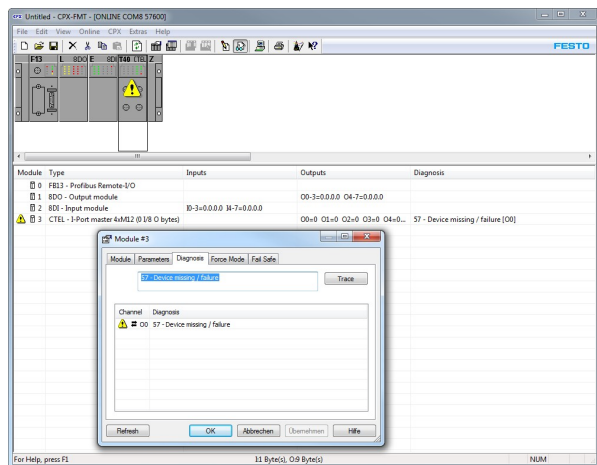 CPX Untitled - CPX-FMT - [ONLINE COM8 57600]
File Edit View Online CPX Extras Help
FESTO
F13 L 8DO E 8DI T40 (TEL Z
Module Type Inputs Outputs Diagnosis
0 FB13 - Profibus Remote-I/O
1 8DO - Output module O0-3=0.0.0.0 O4-7=0.0.0.0
2 8DI - Input module I0-3=0.0.0.0 I4-7=0.0.0.0
3 CTEL - I-Port master 4xM12 (0 I/8 O bytes) O0=0 O1=0 O2=0 O3=0 O4=0... 57 - Device missing / failure [O0]
Module #3
Module Parameters Diagnosis Force Mode Fail Safe
57 - Device missing / failure
Trace
Channel Diagnosis
# O0 57 - Device missing / failure
Refresh OK Abbrechen Übernehmen Hilfe
For Help, press F1 I:1 Byte(s), O:9 Byte(s) NUM